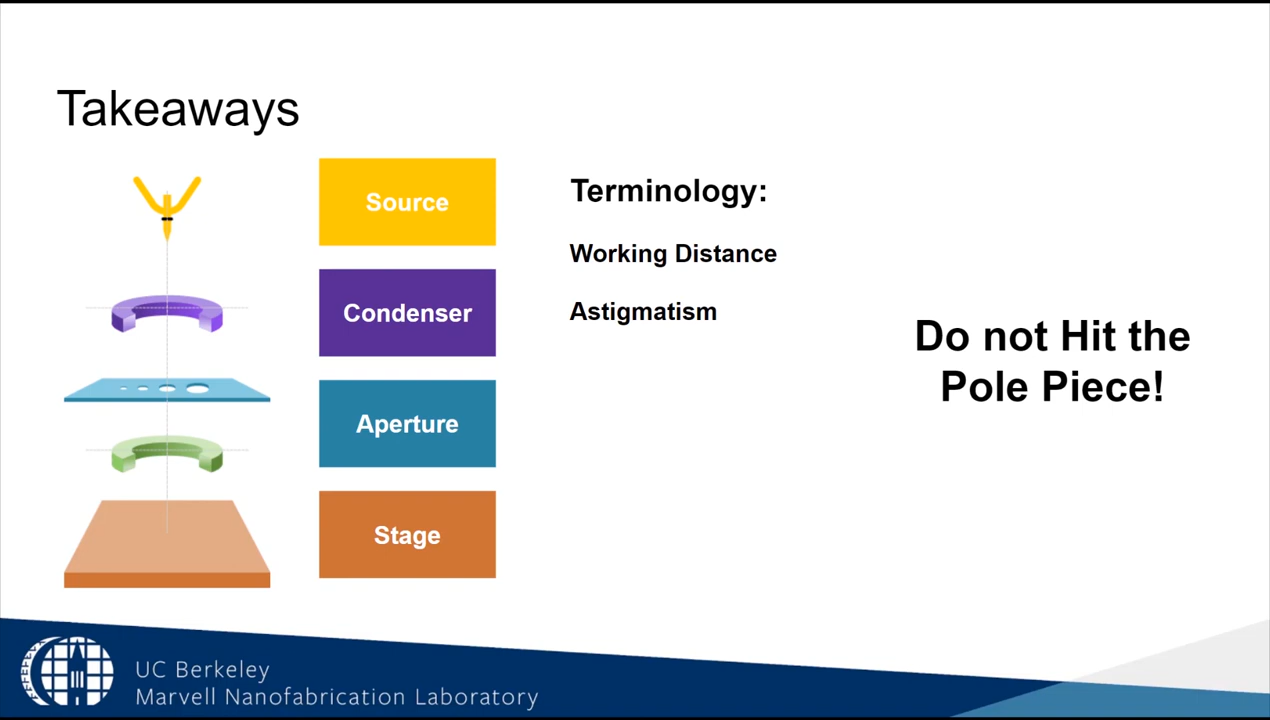 Takeaways
Source
Condenser
Aperture
Stage
Terminology:
Working Distance
Astigmatism
Do not Hit the
Pole Piece!
UC Berkeley
Marvell Nanofabrication Laboratory